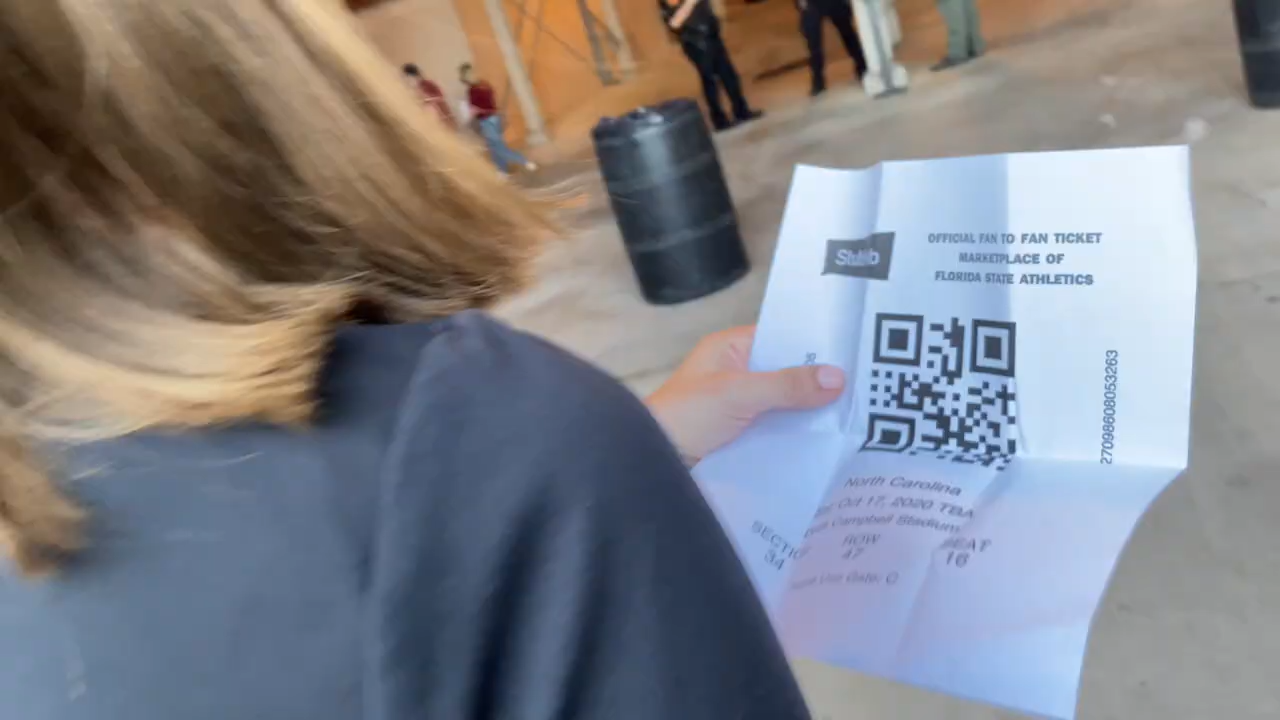 StubHub
OFFICIAL FAN TO FAN TICKET
MARKETPLACE OF
FLORIDA STATE ATHLETICS
27098608053263
North Carolina
Oct 17, 2020 TBA
Campbell Stadium
SECTION
ROW
SEAT
34
47
16
Use Gate: